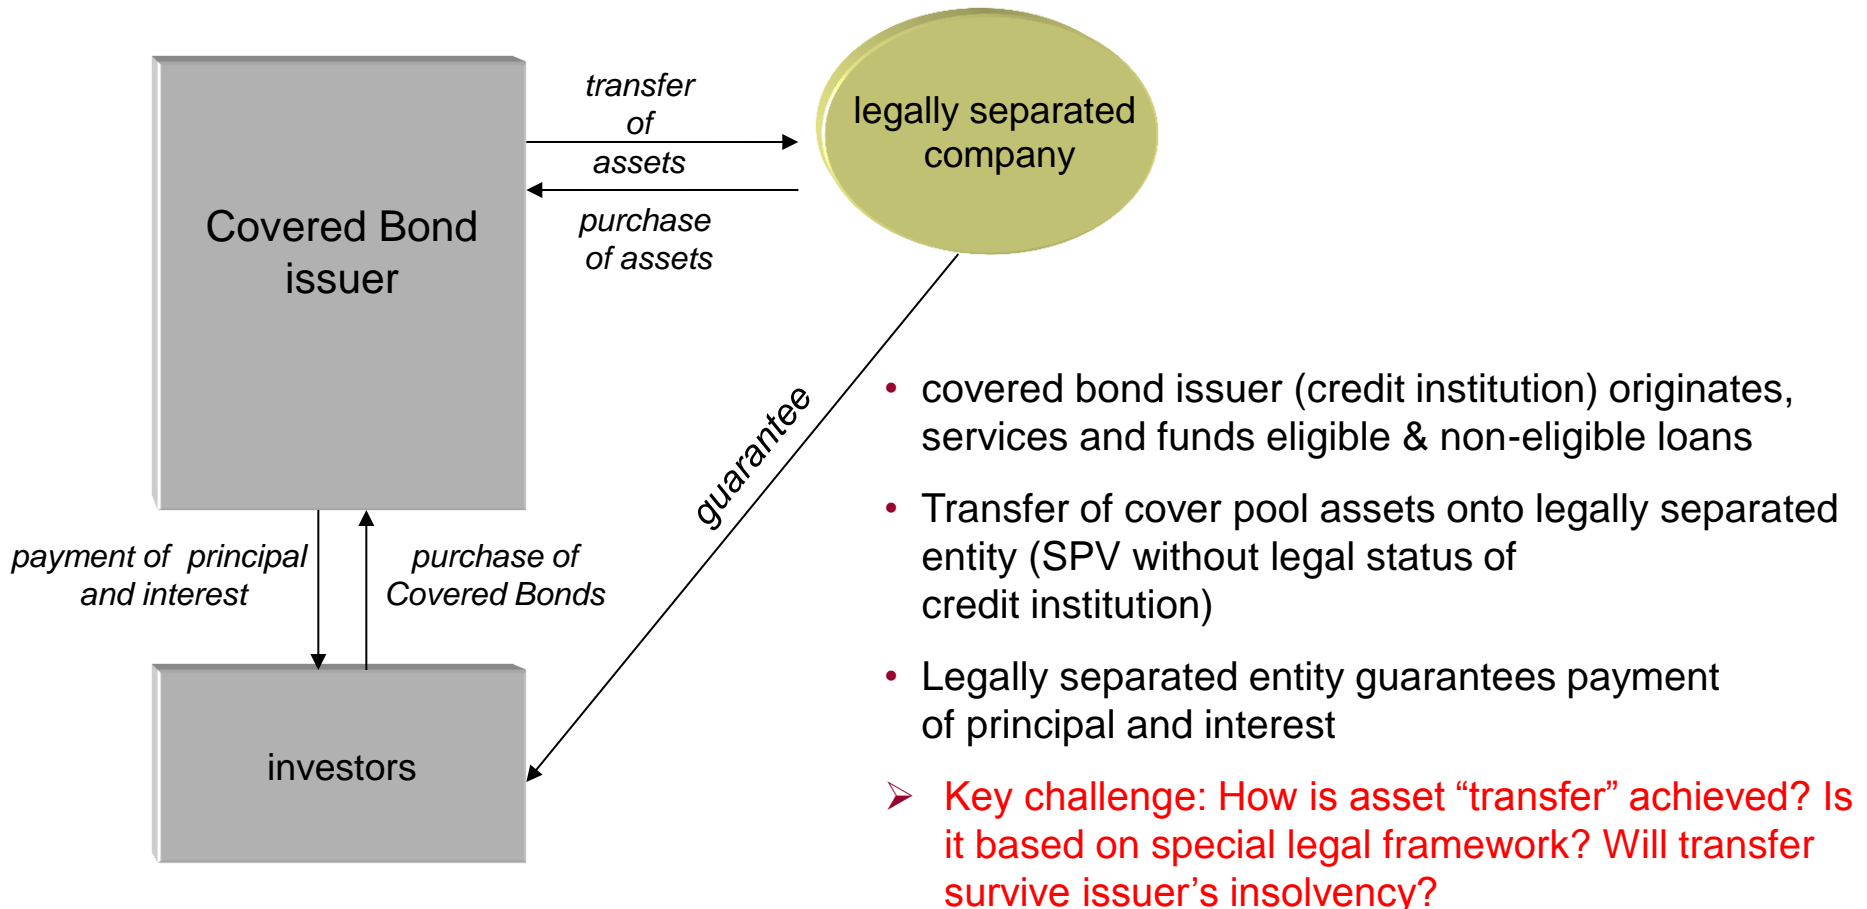 transfer
of
assets
legally separated
company
Covered Bond
issuer
purchase
of assets
guarantee
payment of principal
and interest
purchase of
Covered Bonds
investors
• covered bond issuer (credit institution) originates,
services and funds eligible & non-eligible loans
• Transfer of cover pool assets onto legally separated
entity (SPV without legal status of
credit institution)
• Legally separated entity guarantees payment
of principal and interest
➢ Key challenge: How is asset “transfer” achieved? Is
it based on special legal framework? Will transfer
survive issuer’s insolvency?